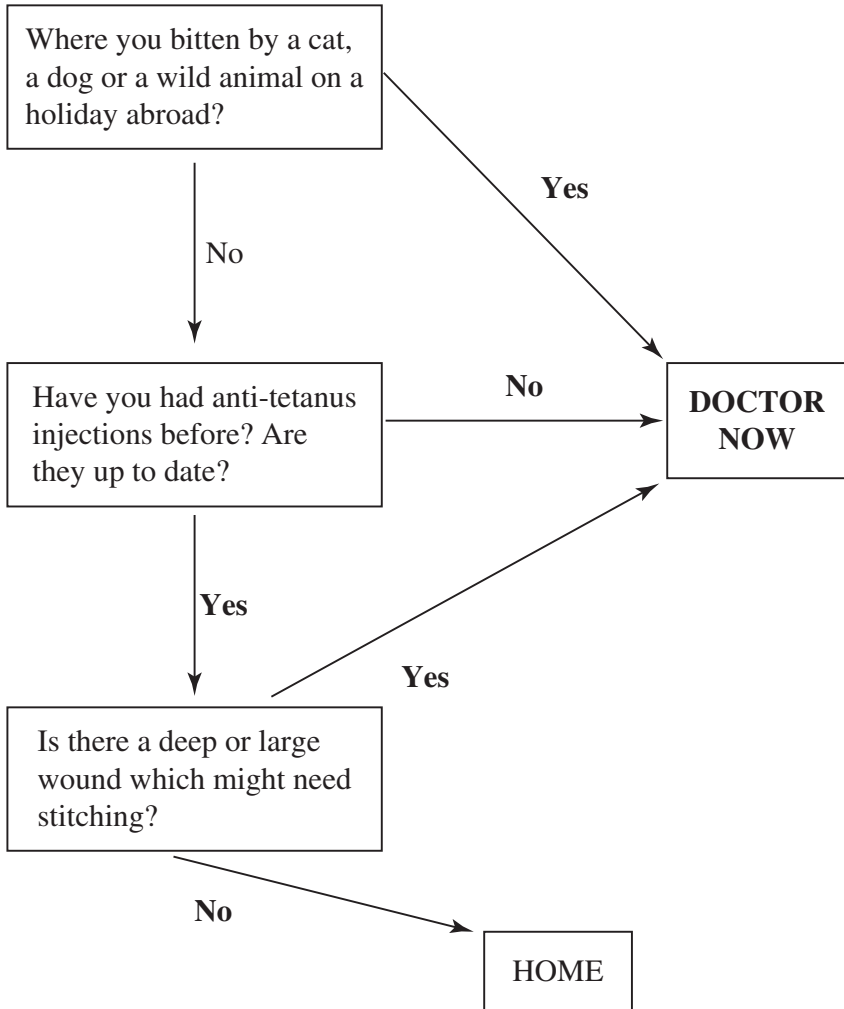 Where you bitten by a cat,
a dog or a wild animal on a
holiday abroad?
Yes
No
Have you had anti-tetanus
injections before? Are
they up to date?
No
DOCTOR
NOW
Yes
Yes
Is there a deep or large
wound which might need
stitching?
No
HOME